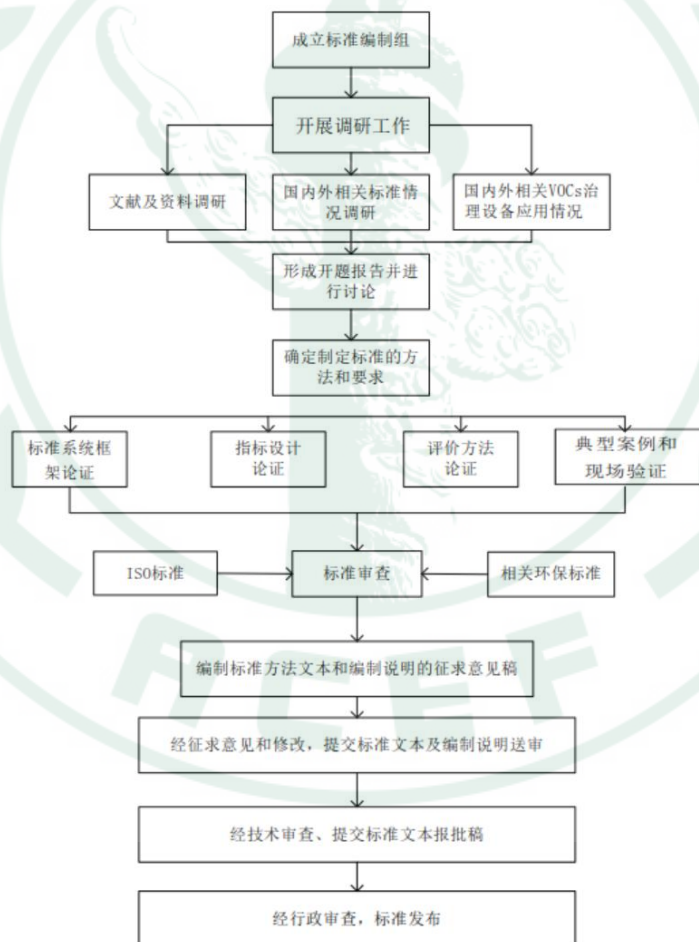 成立标准编制组
开展调研工作
文献及资料调研
国内外相关标准情
况调研
国内外相关VOCs治
理设备应用情况
形成开题报告并进
行讨论
确定制定标准的方
法和要求
标准系统框
架论证
指标设计
论证
评价方法
论证
典型案例和
现场验证
ISO标准
标准审查
相关环保标准
编制标准方法文本和编制说明的征求意见稿
经征求意见和修改，提交标准文本及编制说明送审
经技术审查、提交标准文本报批稿
经行政审查，标准发布
ACEF